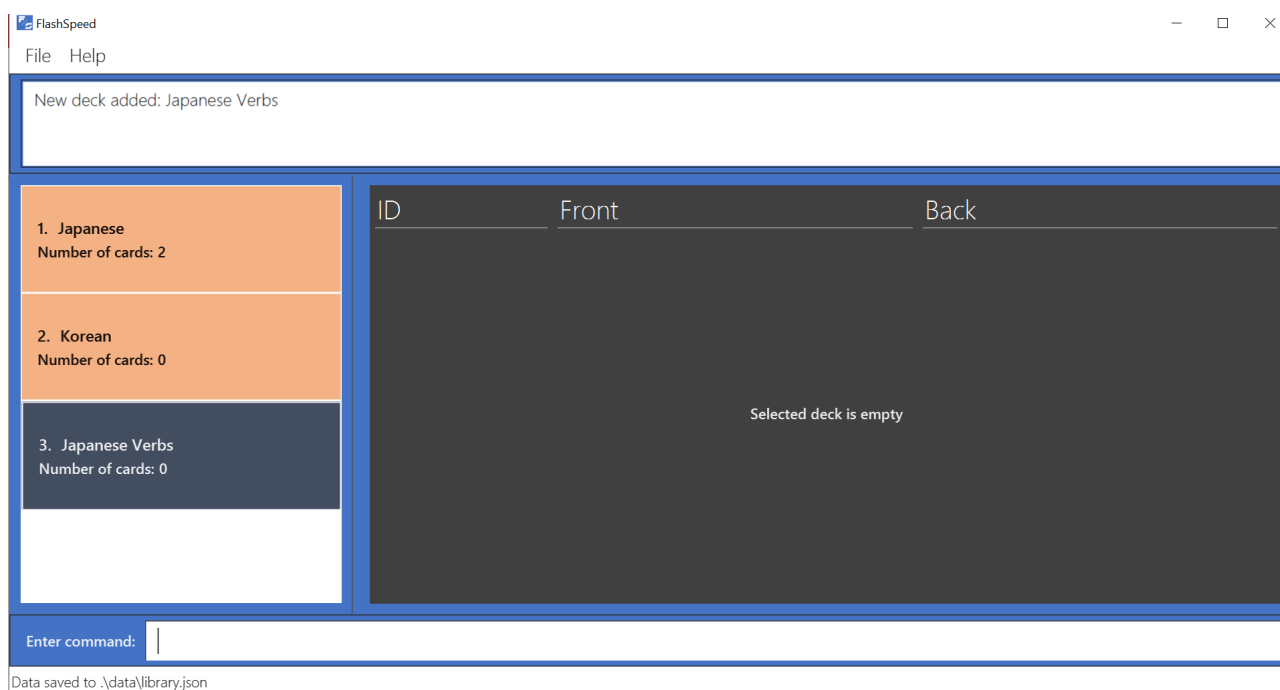 FlashSpeed
File Help
New deck added: Japanese Verbs
1. Japanese
Number of cards: 2
2. Korean
Number of cards: 0
3. Japanese Verbs
Number of cards: 0
ID Front Back
Selected deck is empty
Enter command:
Data saved to .\data\library.json